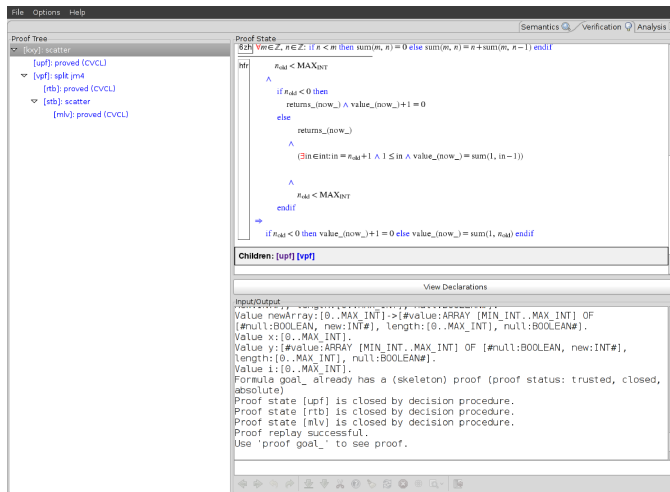 File Options Help
Semantics Verification Analysis
Proof Tree
[kxy]: scatter
[upf]: proved (CVCL)
[vpf]: split jm4
[rtb]: proved (CVCL)
[stb]: scatter
[mlv]: proved (CVCL)
Proof State
6zh ∀m∈ℤ, n∈ℤ: if n < m then sum(m, n) = 0 else sum(m, n) = n+sum(m, n−1) endif
hfr n_old < MAX_INT
∧
if n_old < 0 then
returns_(now_) ∧ value_(now_)+1 = 0
else
returns_(now_)
∧
(∃in∈int: in = n_old+1 ∧ 1 ≤ in ∧ value_(now_) = sum(1, in−1))
∧
n_old < MAX_INT
endif
⇒
if n_old < 0 then value_(now_)+1 = 0 else value_(now_) = sum(1, n_old) endif
Children: [upf] [vpf]
View Declarations
Input/Output
Value newArray:[0..MAX_INT]->[#value:ARRAY [MIN_INT..MAX_INT] OF
[#null:BOOLEAN, new:INT#], length:[0..MAX_INT], null:BOOLEAN#].
Value x:[0..MAX_INT].
Value y:[#value:ARRAY [MIN_INT..MAX_INT] OF [#null:BOOLEAN, new:INT#],
length:[0..MAX_INT], null:BOOLEAN#].
Value i:[0..MAX_INT].
Formula goal_ already has a (skeleton) proof (proof status: trusted, closed,
absolute)
Proof state [upf] is closed by decision procedure.
Proof state [rtb] is closed by decision procedure.
Proof state [mlv] is closed by decision procedure.
Proof replay successful.
Use 'proof goal_' to see proof.